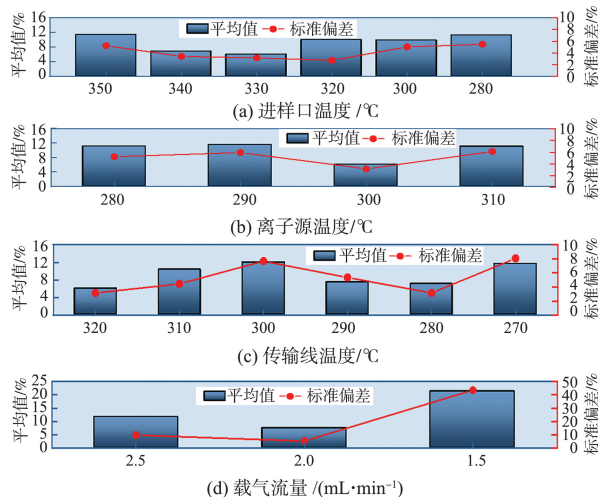 平均值/%
16
12
8
4
0
平均值 标准偏差
10
8
6
4
2
0
标准偏差/%
350 340 330 320 300 280
(a) 进样口温度 /℃
平均值/%
16
12
8
4
0
平均值 标准偏差
10
8
6
4
2
0
标准偏差/%
280 290 300 310
(b) 离子源温度/℃
平均值/%
16
12
8
4
0
平均值 标准偏差
10
8
6
4
2
0
标准偏差/%
320 310 300 290 280 270
(c) 传输线温度/℃
平均值/%
25
20
15
10
5
0
平均值 标准偏差
50
40
30
20
10
0
标准偏差/%
2.5 2.0 1.5
(d) 载气流量 /(mL·min⁻¹)